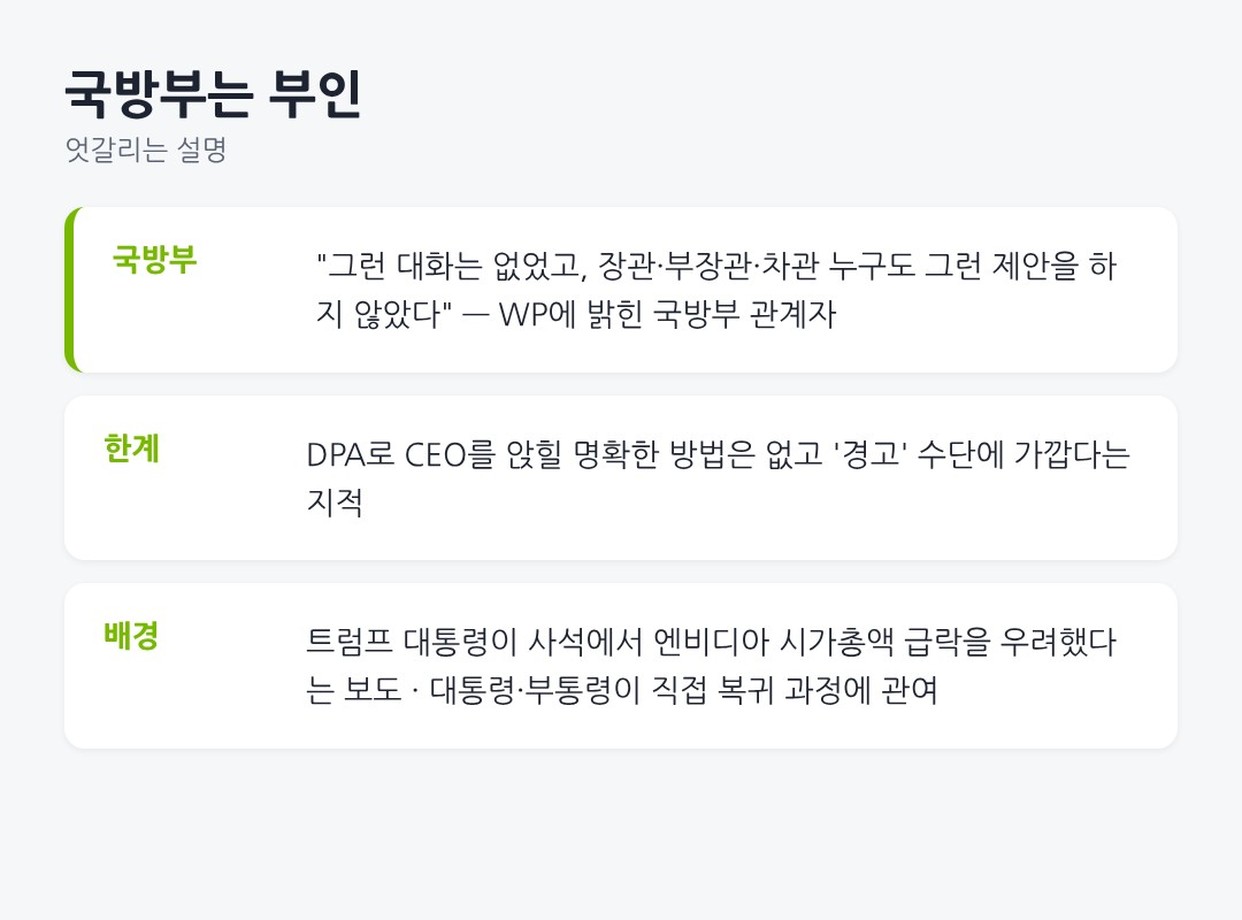 국방부는 부인
엇갈리는 설명
국방부
"그런 대화는 없었고, 장관·부장관·차관 누구도 그런 제안을 하
지 않았다" — WP에 밝힌 국방부 관계자
한계
DPA로 CEO를 앉힐 명확한 방법은 없고 '경고' 수단에 가깝다는
지적
배경
트럼프 대통령이 사석에서 엔비디아 시가총액 급락을 우려했다
는 보도 · 대통령·부통령이 직접 복귀 과정에 관여